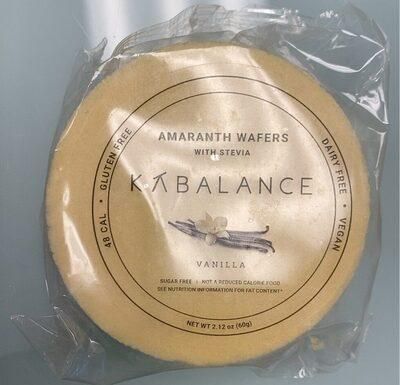 AMARANTH WAFERS
WITH STEVIA
KABALANCE
VANILLA
SUGAR FREE | NOT A REDUCED CALORIE FOOD
SEE NUTRITION INFORMATION FOR FAT CONTENT*
NET WT 2.12 oz (60g)
48 CAL • GLUTEN FREE
DAIRY FREE • VEGAN